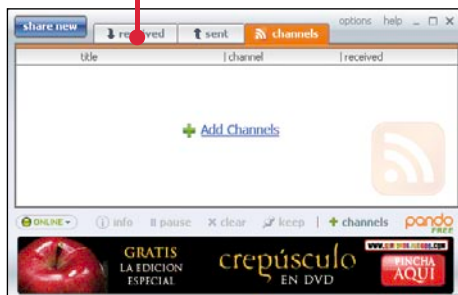 share new received sent channels options help
title channel received
Add Channels
ONLINE info pause clear keep channels pando
FREE
GRATIS
LA EDICION
ESPECIAL
crepúsculo
EN DVD
PINCHA
AQUÍ